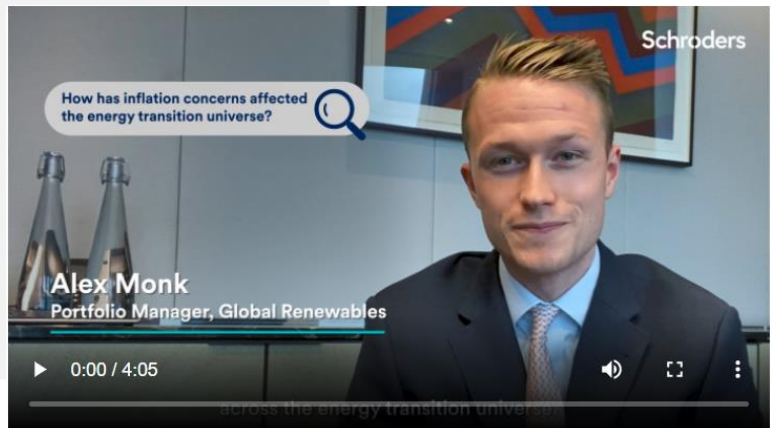 Schroders
How has inflation concerns affected
the energy transition universe?
Alex Monk
Portfolio Manager, Global Renewables
0:00 / 4:05
across the energy transition universe?